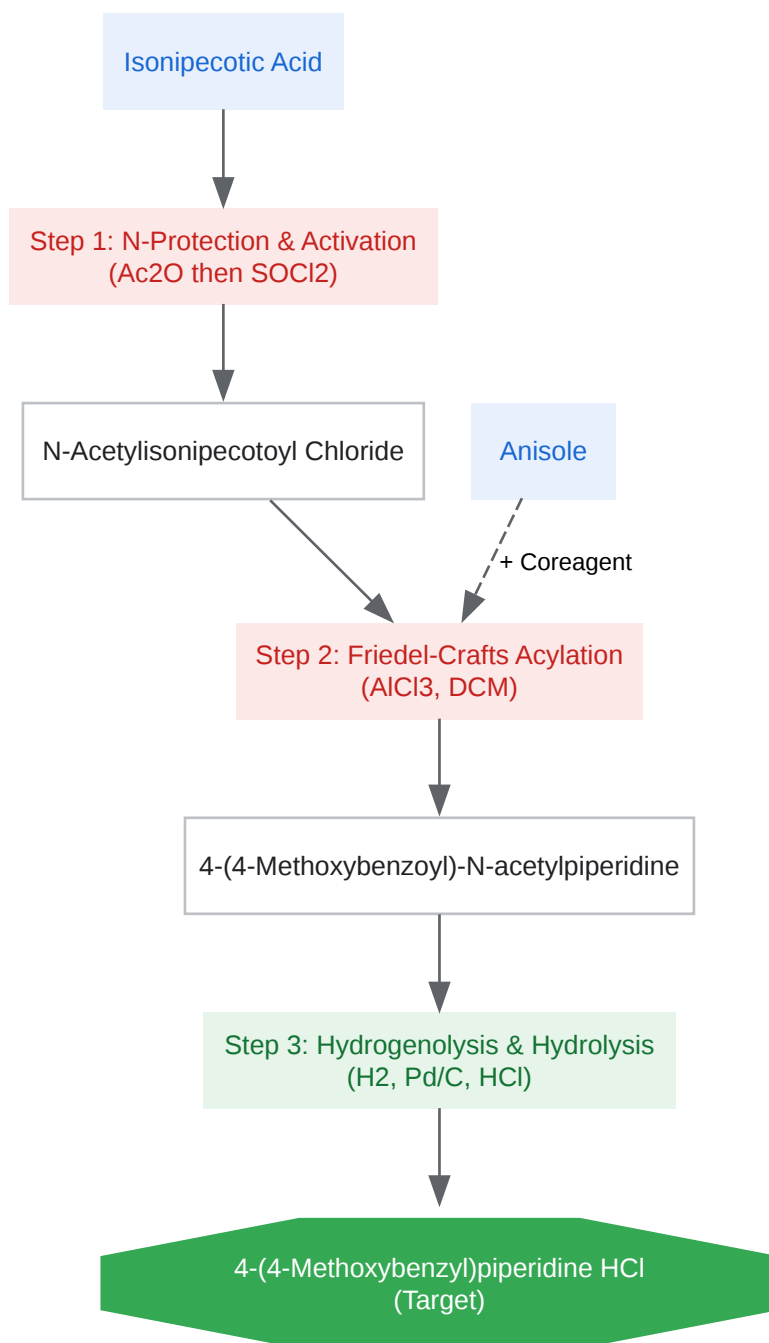 Isonipecotic Acid
Step 1: N-Protection & Activation
(Ac2O then SOCl2)
N-Acetylisonipecotoyl Chloride
Anisole
+ Coreagent
Step 2: Friedel-Crafts Acylation
(AlCl3, DCM)
4-(4-Methoxybenzoyl)-N-acetylpiperidine
Step 3: Hydrogenolysis & Hydrolysis
(H2, Pd/C, HCl)
4-(4-Methoxybenzyl)piperidine HCl
(Target)